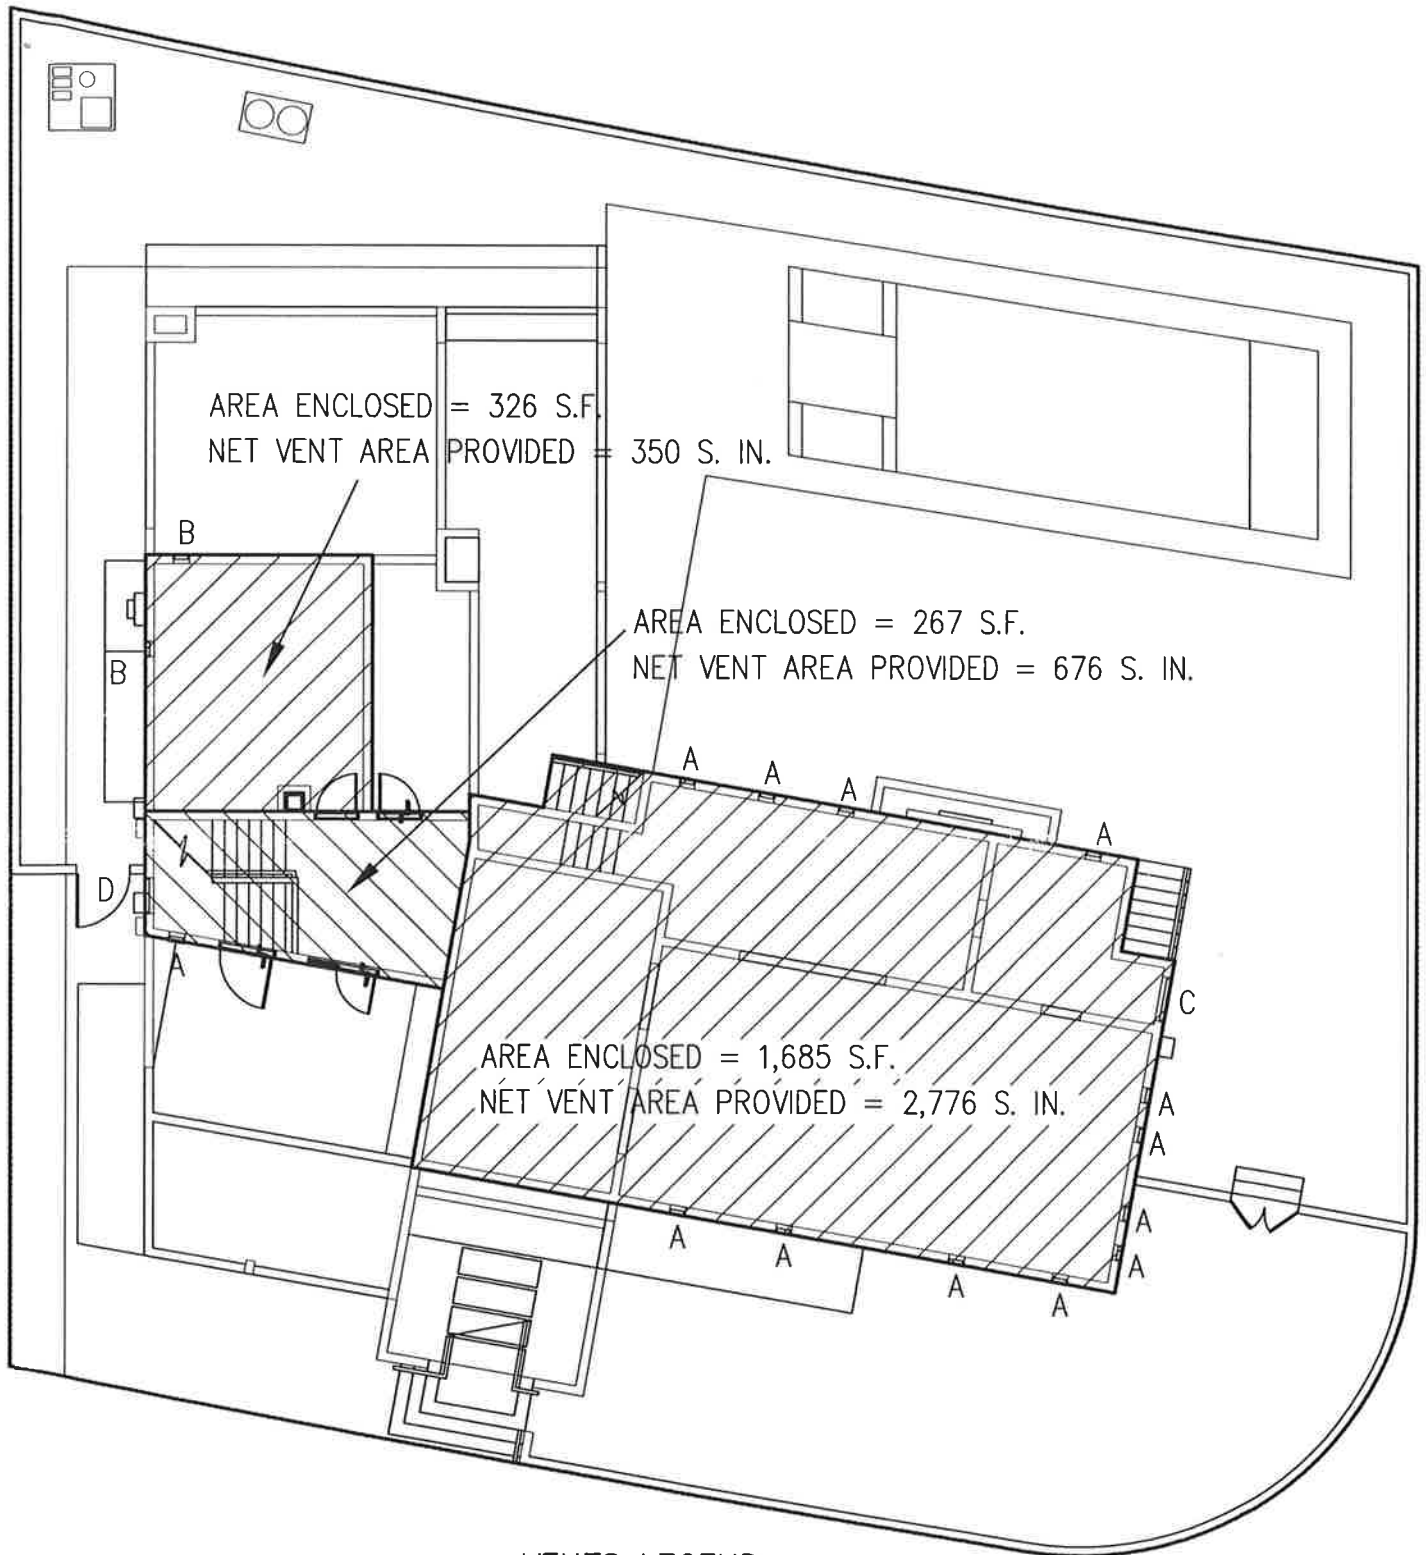 AREA ENCLOSED = 326 S.F.
NET VENT AREA PROVIDED = 350 S. IN.
B
AREA ENCLOSED = 267 S.F.
NET VENT AREA PROVIDED = 676 S. IN.
B
A
A
A
A
D
A
C
AREA ENCLOSED = 1,685 S.F.
NET VENT AREA PROVIDED = 2,776 S. IN.
A
A
A
A
A
A
A
A